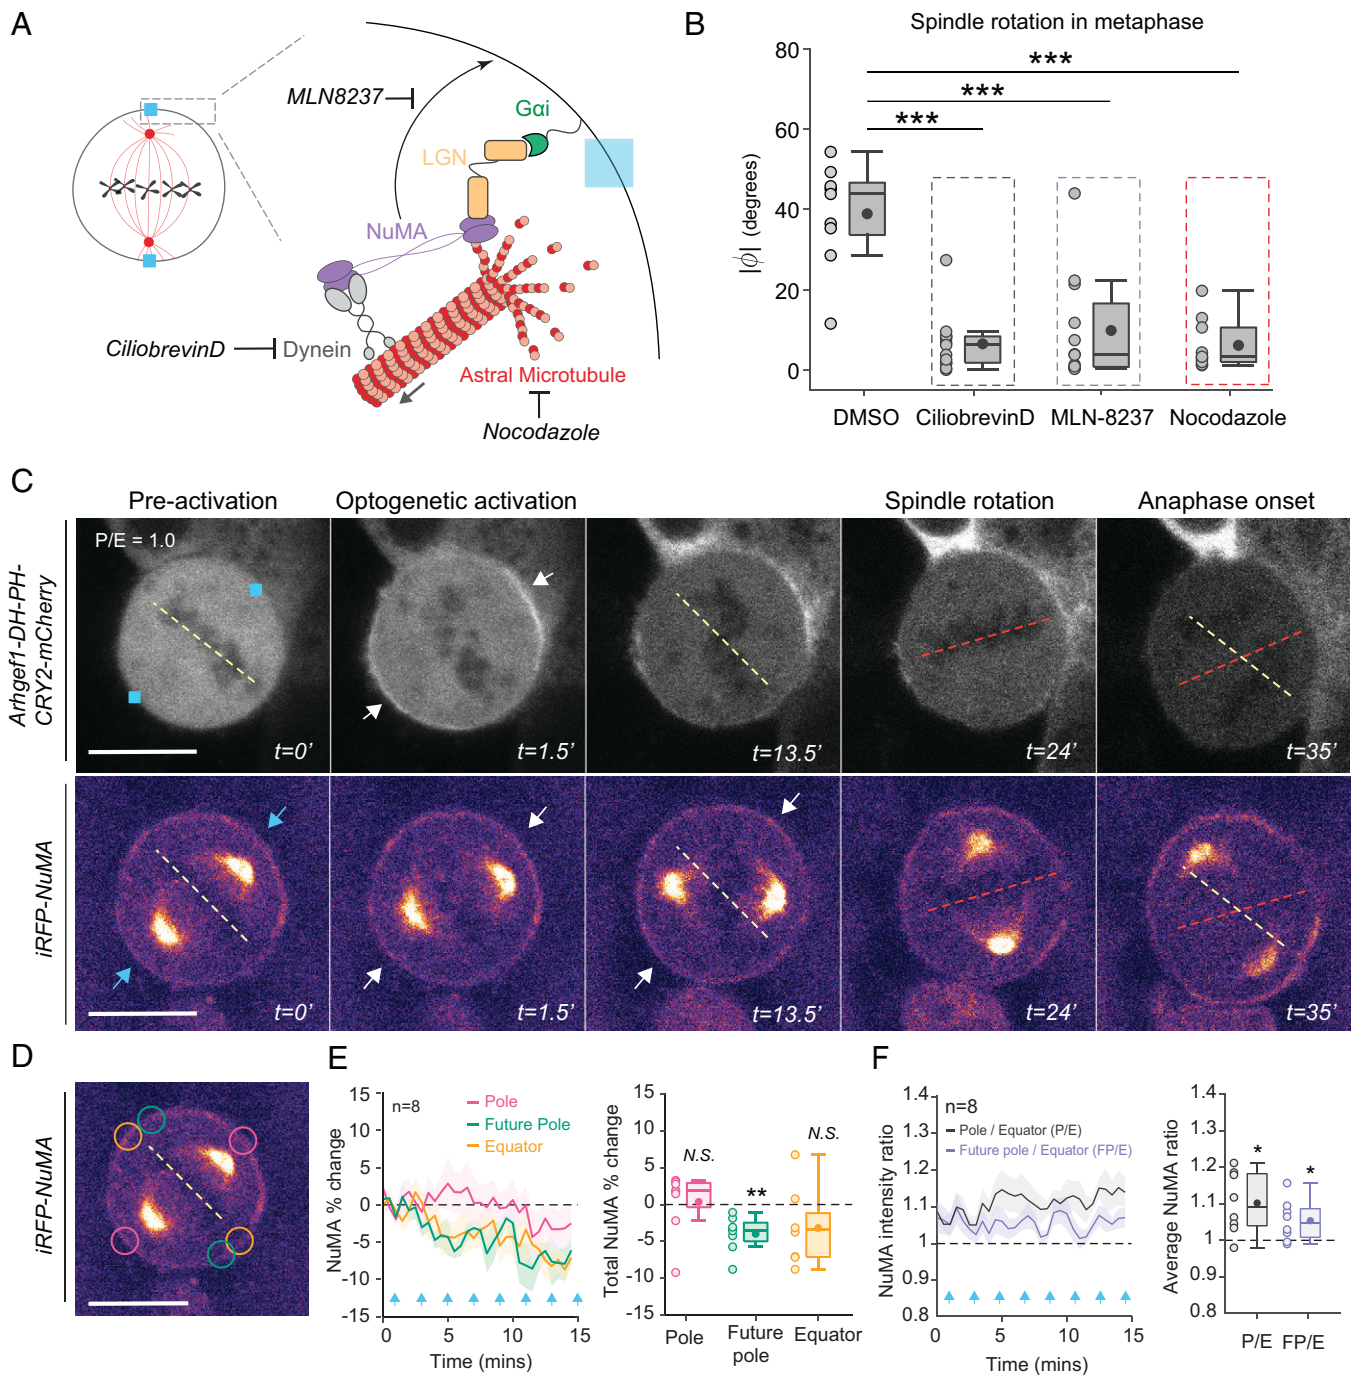 A
MLN8237
Gαi
LGN
NuMA
CiliobrevinD
Dynein
Astral Microtubule
Nocodazole
B
Spindle rotation in metaphase
|ϕ| (degrees)
80
60
40
20
0
***
***
***
DMSO
CiliobrevinD
MLN-8237
Nocodazole
C
Pre-activation
Optogenetic activation
Spindle rotation
Anaphase onset
Arhgef1-DH-PH-
CRY2-mCherry
P/E = 1.0
t=0’
t=1.5’
t=13.5’
t=24’
t=35’
iRFP-NuMA
t=0’
t=1.5’
t=13.5’
t=24’
t=35’
D
iRFP-NuMA
E
NuMA % change
15
10
5
0
-5
-10
-15
n=8
Pole
Future Pole
Equator
0
5
10
15
Time (mins)
Total NuMA % change
15
10
5
0
-5
-10
-15
N.S.
**
N.S.
Pole
Future
pole
Equator
F
NuMA intensity ratio
1.4
1.3
1.2
1.1
1
0.9
0.8
n=8
Pole / Equator (P/E)
Future pole / Equator (FP/E)
0
5
10
15
Time (mins)
Average NuMA ratio
1.4
1.3
1.2
1.1
1
0.9
0.8
*
*
P/E
FP/E